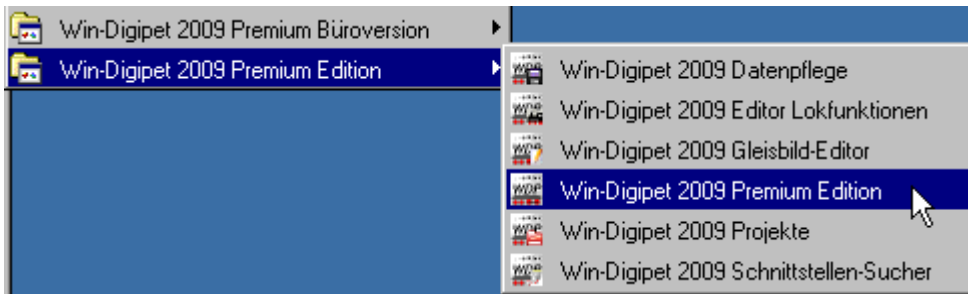 Win-Digipet 2009 Premium Büroversion
Win-Digipet 2009 Premium Edition
Win-Digipet 2009 Datenpflege
Win-Digipet 2009 Editor Lokfunktionen
Win-Digipet 2009 Gleisbild-Editor
Win-Digipet 2009 Premium Edition
Win-Digipet 2009 Projekte
Win-Digipet 2009 Schnittstellen-Sucher